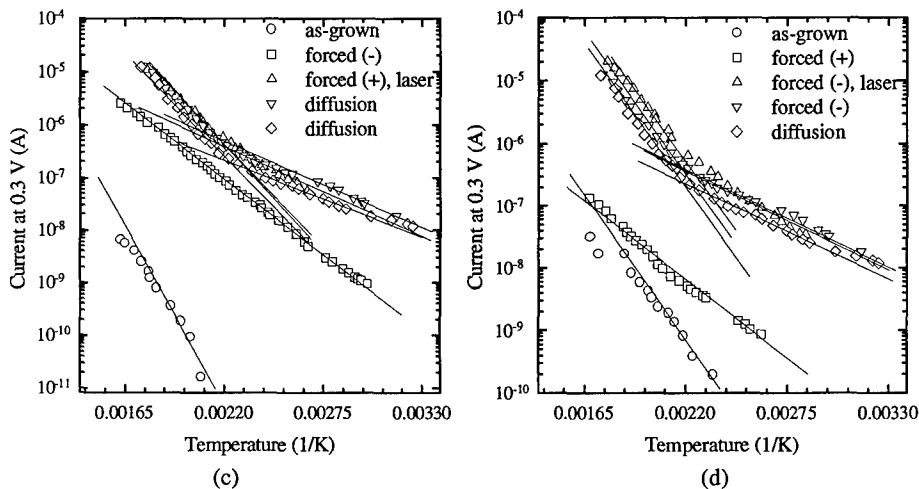 Current at 0.3 V (A)
10-4
10-5
10-6
10-7
10-8
10-9
10-10
10-11
as-grown
forced (-)
forced (+), laser
diffusion
diffusion
0.00165 0.00220 0.00275 0.00330
Temperature (1/K)
(c)
Current at 0.3 V (A)
10-4
10-5
10-6
10-7
10-8
10-9
10-10
as-grown
forced (+)
forced (-), laser
forced (-)
diffusion
0.00165 0.00220 0.00275 0.00330
Temperature (1/K)
(d)